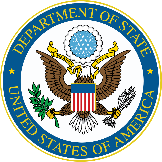 DEPARTMENT OF STATE
UNITED STATES OF AMERICA